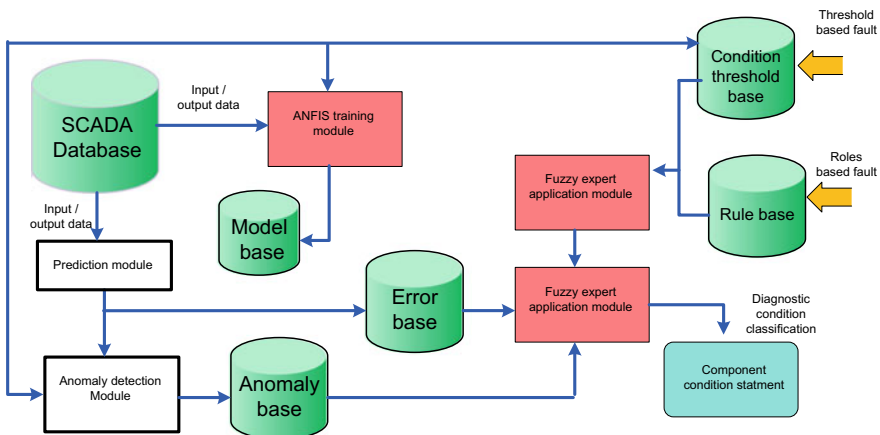 Threshold
based fault
Condition
threshold
base
Input /
output data
ANFIS training
module
SCADA
Database
Roles
based fault
Fuzzy expert
application module
Rule base
Input /
output data
Model
base
Prediction module
Error
base
Fuzzy expert
application module
Diagnostic
condition
classification
Anomaly detection
Module
Anomaly
base
Component
condition statment